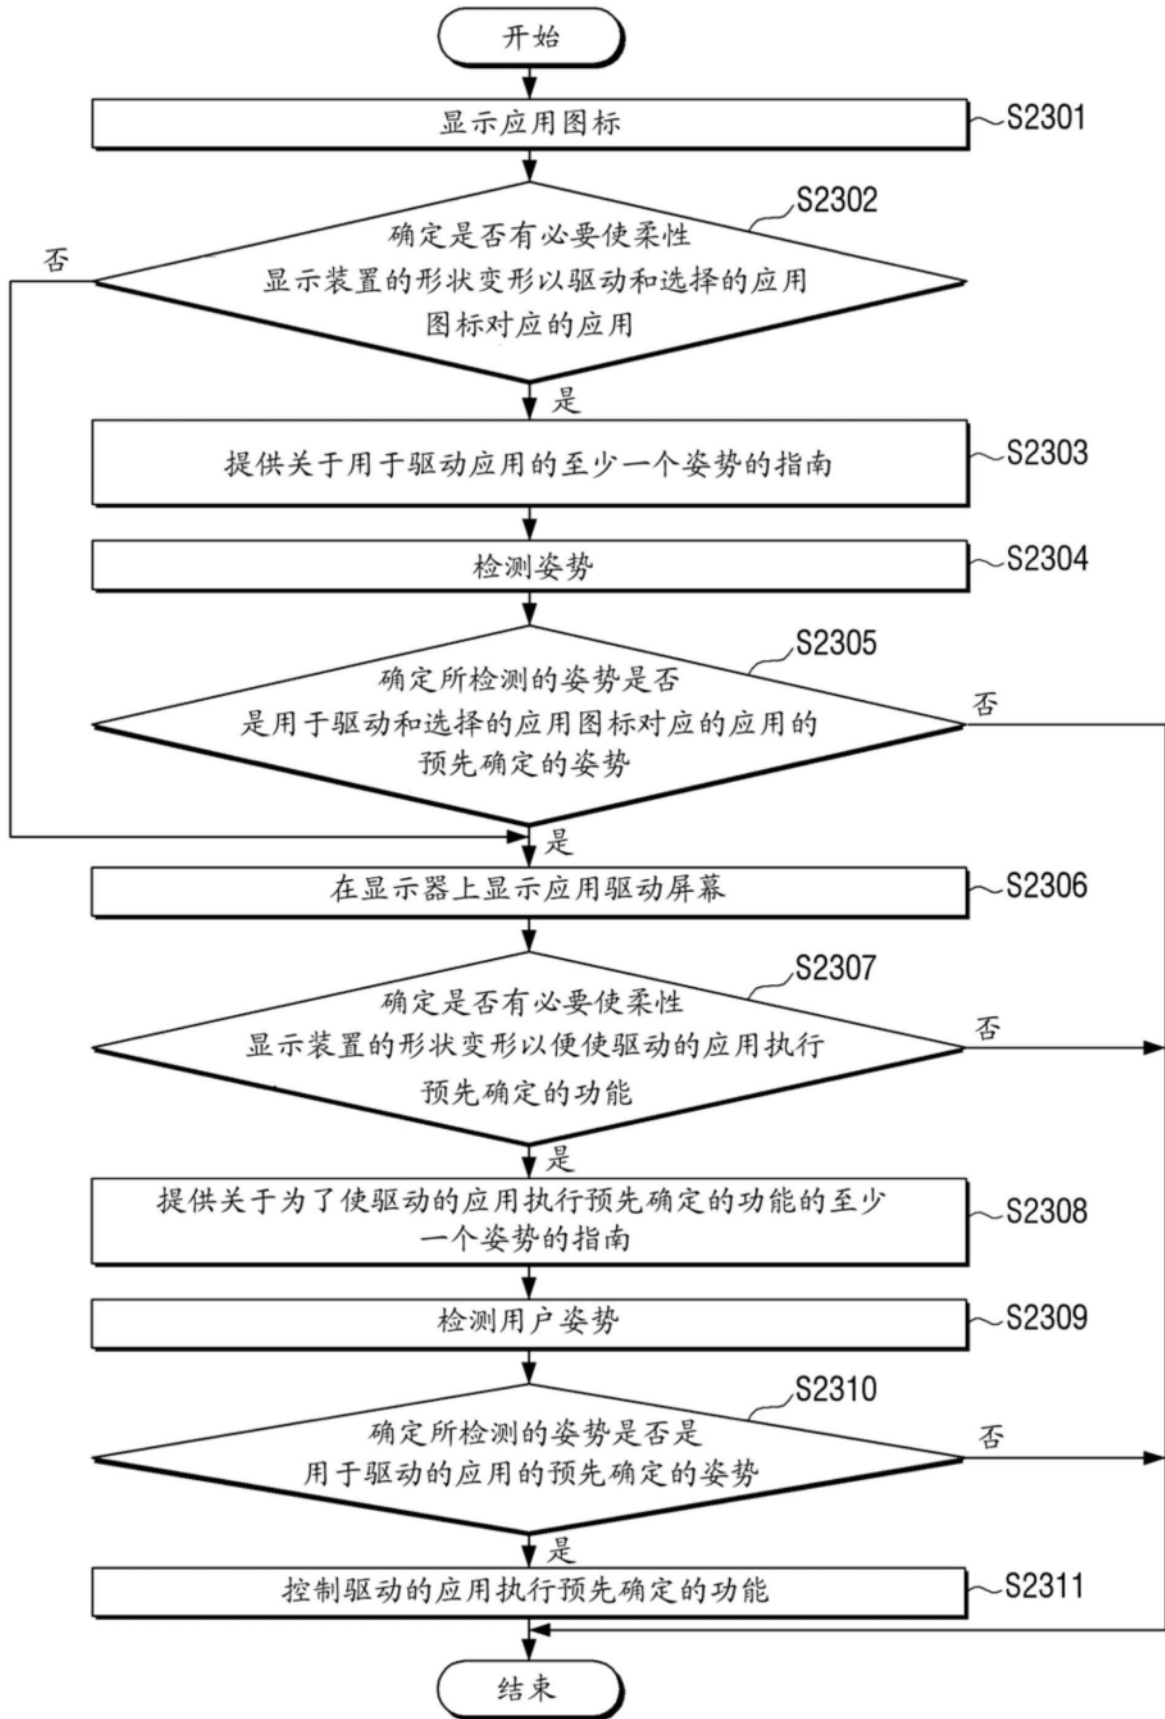 开始
显示应用图标
S2301
S2302
确定是否有必要使柔性
显示装置的形状变形以驱动和选择的应用
图标对应的应用
否
是
提供关于用于驱动应用的至少一个姿势的指南
S2303
检测姿势
S2304
S2305
确定所检测的姿势是否
是用于驱动和选择的应用图标对应的应用的
预先确定的姿势
否
是
在显示器上显示应用驱动屏幕
S2306
S2307
确定是否有必要使柔性
显示装置的形状变形以便使驱动的应用执行
预先确定的功能
否
是
提供关于为了使驱动的应用执行预先确定的功能的至少
一个姿势的指南
S2308
检测用户姿势
S2309
S2310
确定所检测的姿势是否是
用于驱动的应用的预先确定的姿势
否
是
控制驱动的应用执行预先确定的功能
S2311
结束